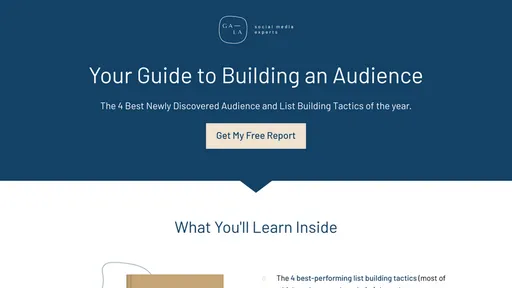 GA—
LA
social media
experts
Your Guide to Building an Audience
The 4 Best Newly Discovered Audience and List Building Tactics of the year.
Get My Free Report
What You'll Learn Inside
The 4 best-performing list building tactics (most of